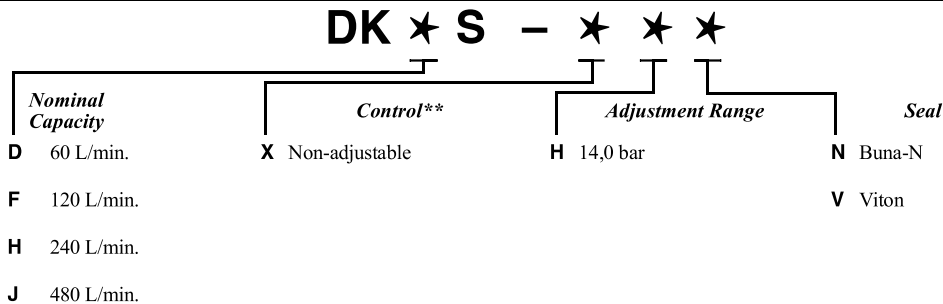 DK★S – ★★★
Nominal Capacity
Control**
Adjustment Range
Seal
D 60 L/min.
X Non-adjustable
H 14,0 bar
N Buna-N
F 120 L/min.
V Viton
H 240 L/min.
J 480 L/min.